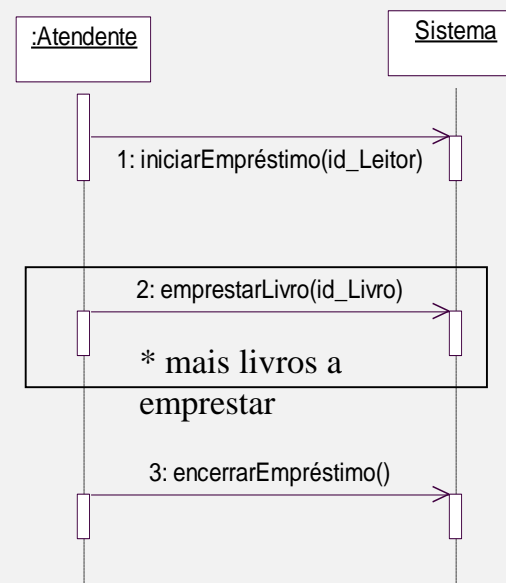 :Atendente
Sistema
1: iniciarEmpréstimo(id_Leitor)
2: emprestarLivro(id_Livro)
* mais livros a
emprestar
3: encerrarEmpréstimo()